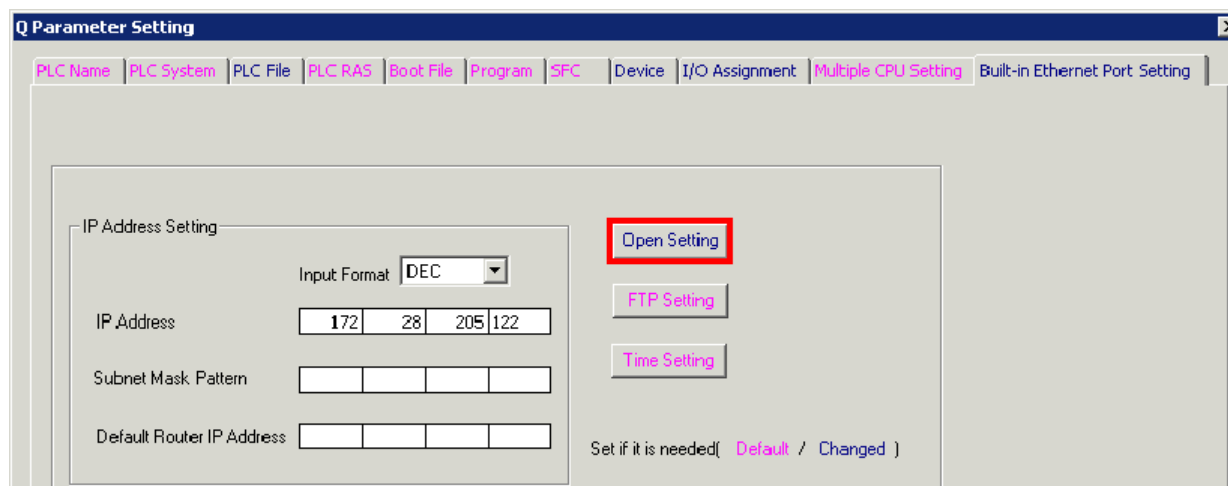 Q Parameter Setting
PLC Name PLC System PLC File PLC RAS Boot File Program SFC Device I/O Assignment Multiple CPU Setting Built-in Ethernet Port Setting
IP Address Setting
Open Setting
Input Format DEC
FTP Setting
IP Address 172 28 205 122
Time Setting
Subnet Mask Pattern
Default Router IP Address
Set if it is needed( Default / Changed )